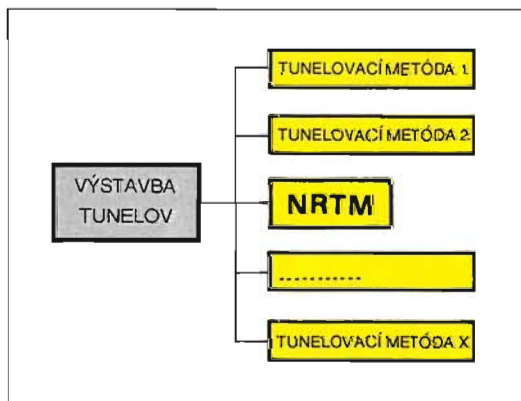 TUNELOVACÍ METÓDA 1
TUNELOVACÍ METÓDA 2
VÝSTAVBA
TUNELOV
NRTM
...........
TUNELOVACÍ METÓDA X